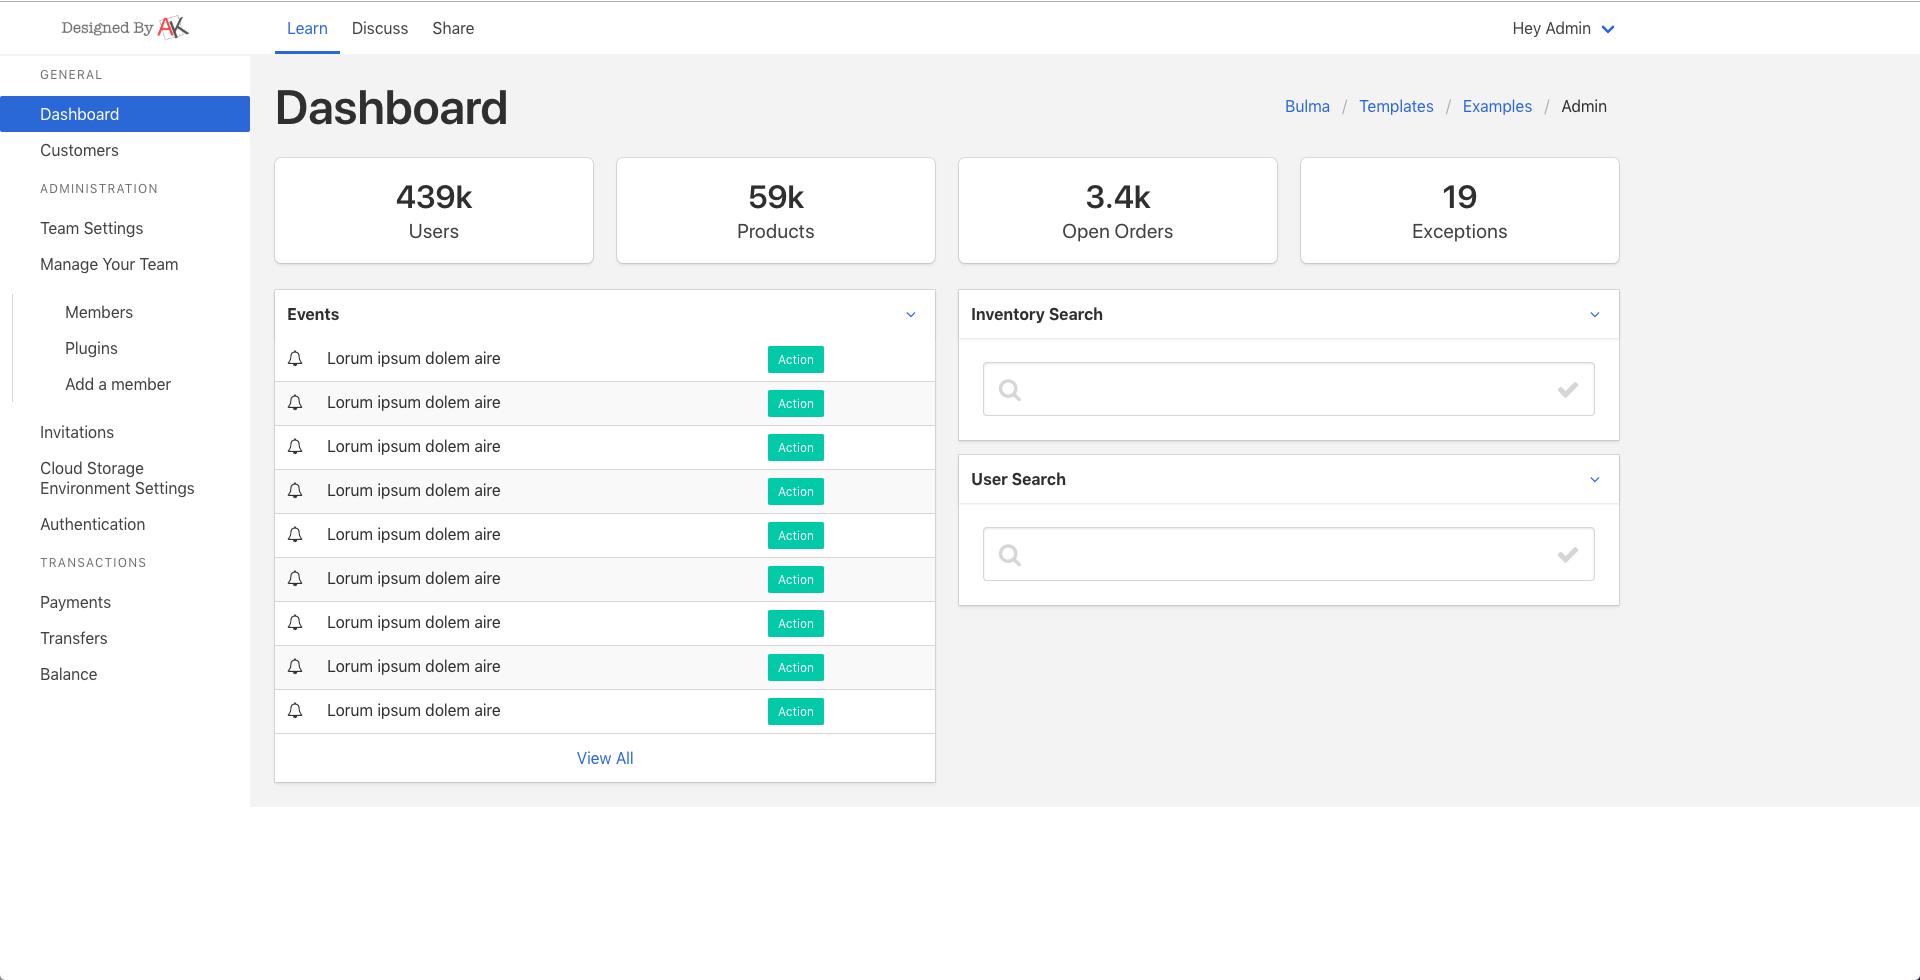 Designed By AK
Learn Discuss Share
Hey Admin
GENERAL
Dashboard
Customers
ADMINISTRATION
Team Settings
Manage Your Team
Members
Plugins
Add a member
Invitations
Cloud Storage
Environment Settings
Authentication
TRANSACTIONS
Payments
Transfers
Balance
Dashboard
Bulma / Templates / Examples / Admin
439k
Users
59k
Products
3.4k
Open Orders
19
Exceptions
Events
Lorum ipsum dolem aire Action
Lorum ipsum dolem aire Action
Lorum ipsum dolem aire Action
Lorum ipsum dolem aire Action
Lorum ipsum dolem aire Action
Lorum ipsum dolem aire Action
Lorum ipsum dolem aire Action
Lorum ipsum dolem aire Action
Lorum ipsum dolem aire Action
View All
Inventory Search
User Search